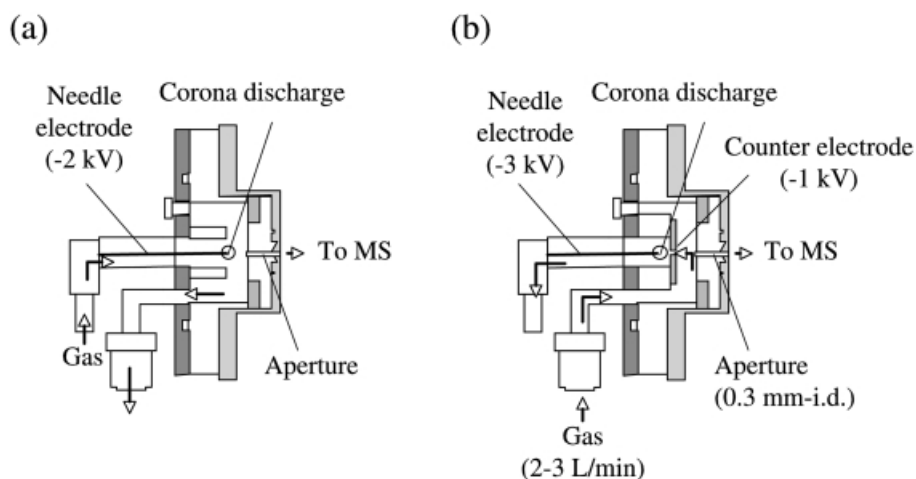 (a)
Needle
electrode
(-2 kV)
Corona discharge
To MS
Gas
Aperture
(b)
Needle
electrode
(-3 kV)
Corona discharge
Counter electrode
(-1 kV)
To MS
Aperture
(0.3 mm-i.d.)
Gas
(2-3 L/min)